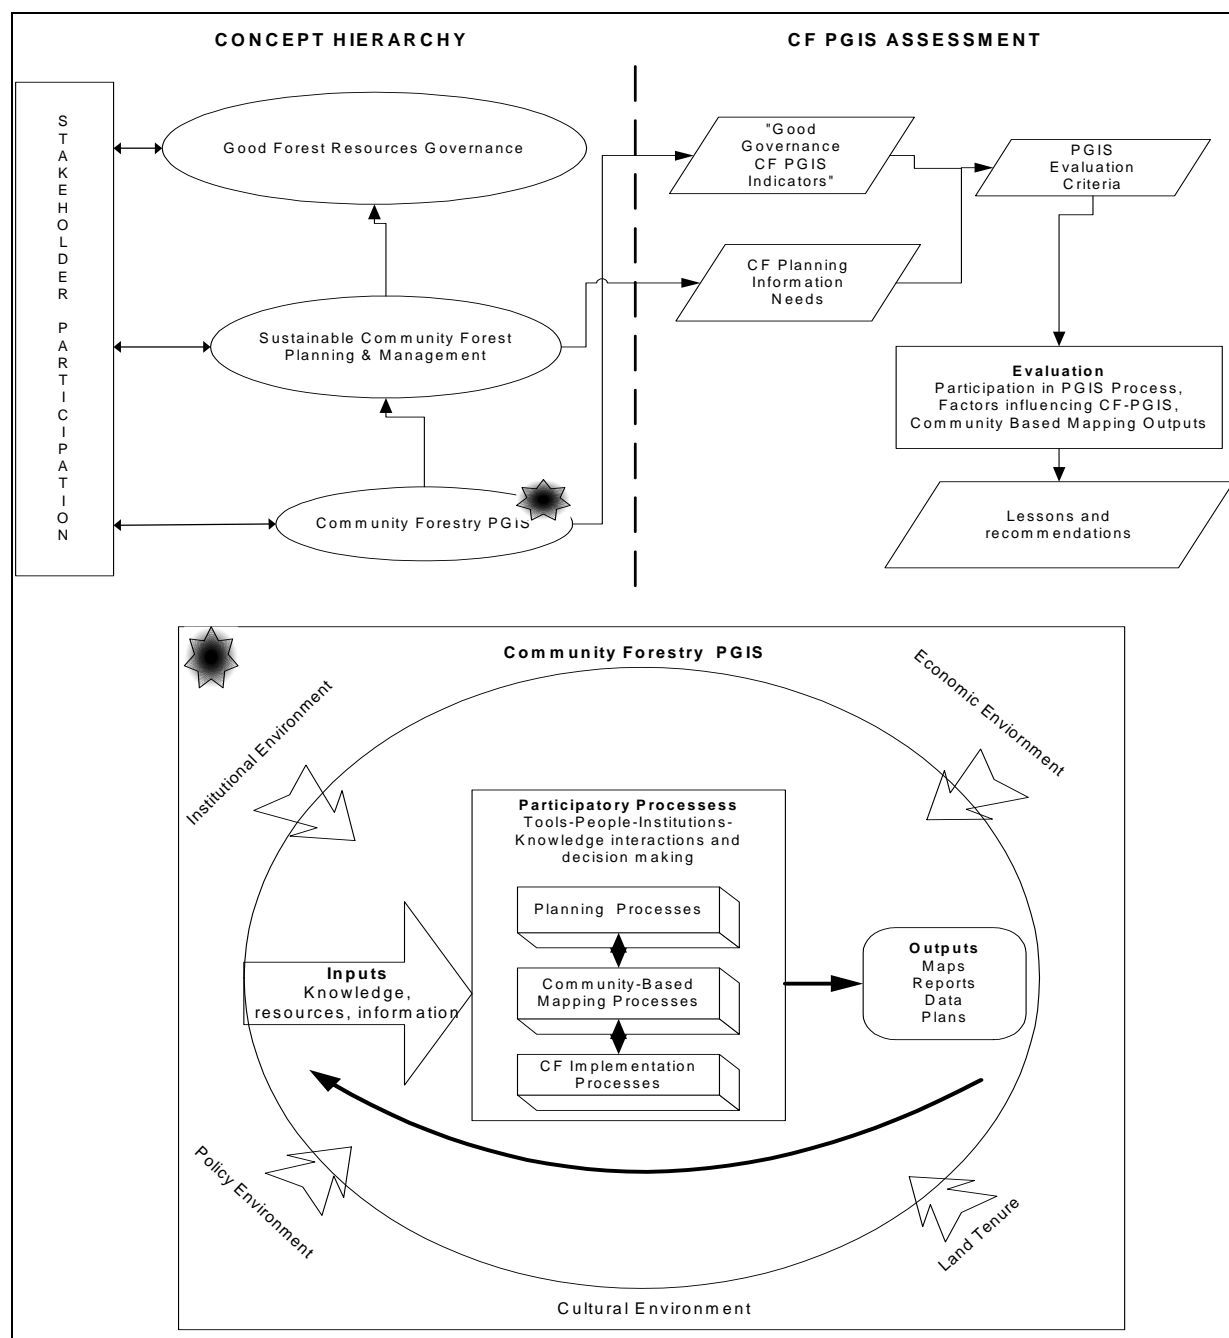 CONCEPT HIERARCHY
CF PGIS ASSESSMENT
STAKEHOLDER PARTICIPATION
Good Forest Resources Governance
Sustainable Community Forest
Planning & Management
Community Forestry PGIS
"Good
Governance
CF PGIS
Indicators"
CF Planning
Information
Needs
PGIS
Evaluation
Criteria
Evaluation
Participation in PGIS Process,
Factors influencing CF-PGIS,
Community Based Mapping Outputs
Lessons and
recommendations
Community Forestry PGIS
Institutional Environment
Economic Enviornment
Participatory Processess
Tools-People-Institutions-
Knowledge interactions and
decision making
Planning Processes
Community-Based
Mapping Processes
CF Implementation
Processes
Inputs
Knowledge,
resources, information
Outputs
Maps
Reports
Data
Plans
Policy Environment
Land Tenure
Cultural Environment